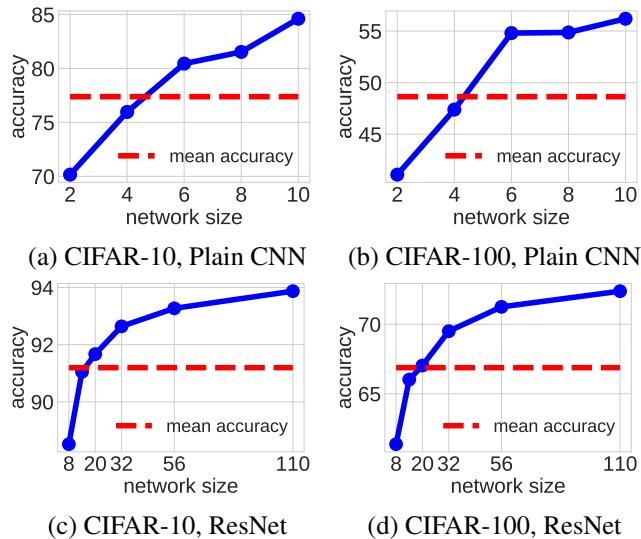 85
80
75
70
accuracy
mean accuracy
2 4 6 8 10
network size
(a) CIFAR-10, Plain CNN
55
50
45
accuracy
mean accuracy
2 4 6 8 10
network size
(b) CIFAR-100, Plain CNN
94
92
90
accuracy
mean accuracy
8 20 32 56 110
network size
(c) CIFAR-10, ResNet
70
65
accuracy
mean accuracy
8 20 32 56 110
network size
(d) CIFAR-100, ResNet